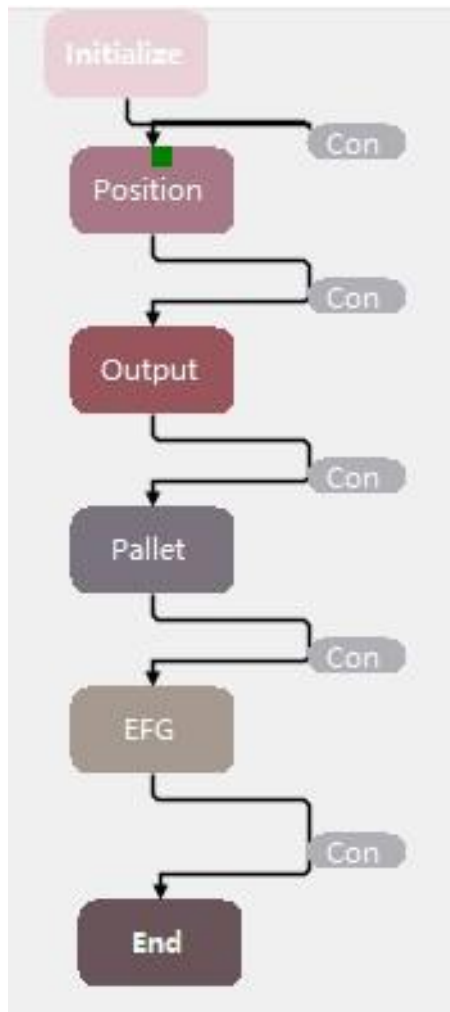 Initialize
Con
Position
Con
Output
Con
Pallet
Con
EFG
Con
End